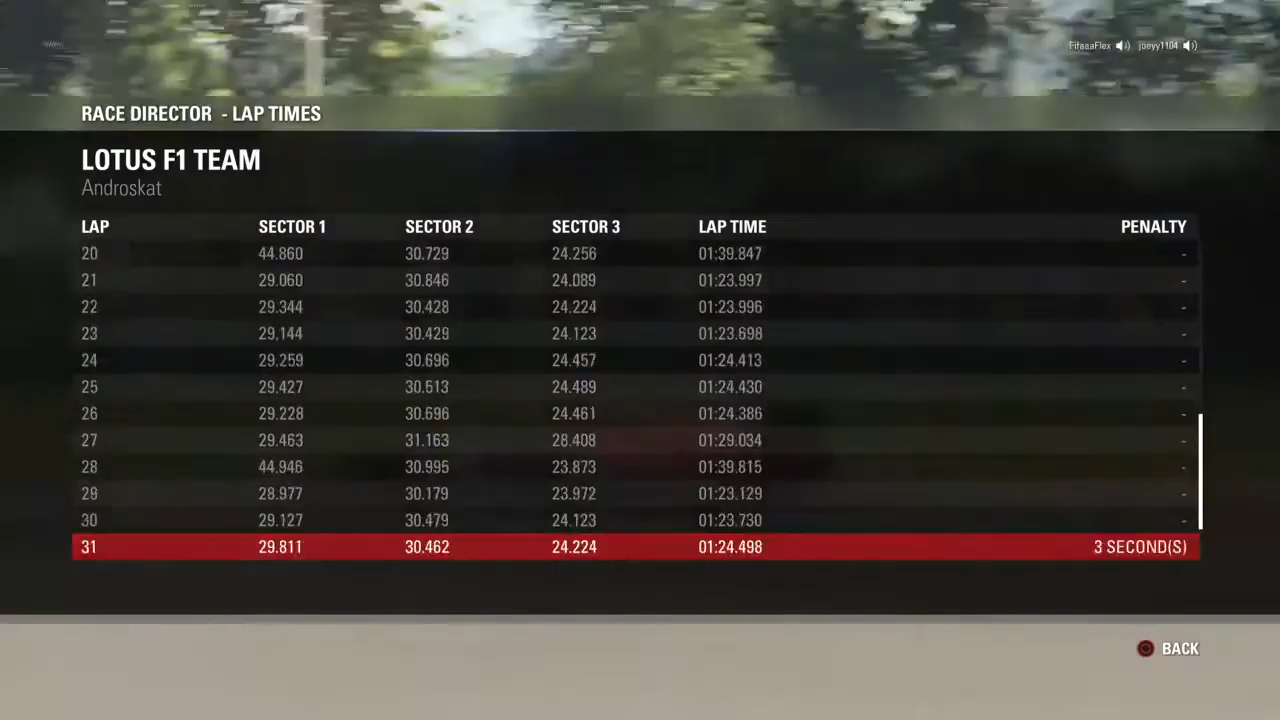 FifaaaFlex joeyy1104
RACE DIRECTOR - LAP TIMES
LOTUS F1 TEAM
Androskat
LAP SECTOR 1 SECTOR 2 SECTOR 3 LAP TIME PENALTY
20 44.860 30.729 24.256 01:39.847 -
21 29.060 30.846 24.089 01:23.997 -
22 29.344 30.428 24.224 01:23.996 -
23 29.144 30.429 24.123 01:23.698 -
24 29.259 30.696 24.457 01:24.413 -
25 29.427 30.513 24.489 01:24.430 -
26 29.228 30.696 24.461 01:24.386 -
27 29.463 31.163 28.408 01:29.034 -
28 44.946 30.995 23.873 01:39.815 -
29 28.977 30.179 23.972 01:23.129 -
30 29.127 30.479 24.123 01:23.730 -
31 29.811 30.462 24.224 01:24.498 3 SECOND(S)
BACK